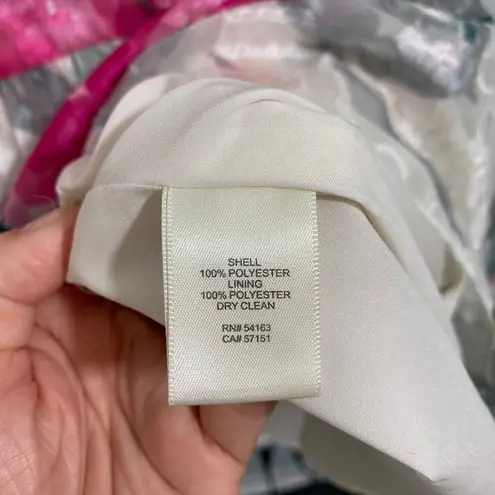 SHELL
100% POLYESTER
LINING
100% POLYESTER
DRY CLEAN
RN# 54163
CA# 57151